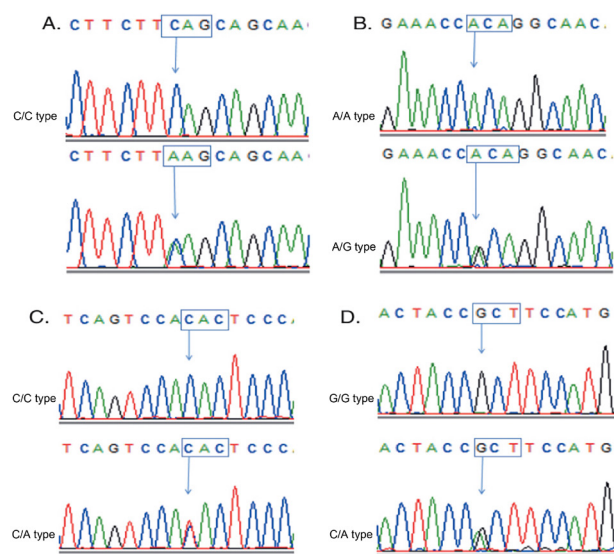 A.
C T T C T T C A G C A G C A A
C/C type
C T T C T T A A G C A G C A A
B.
G A A A C C A C A G G C A A C
A/A type
G A A A C C A C A G G C A A C
A/G type
C.
T C A G T C C A C A C T C C C
C/C type
T C A G T C C A C A C T C C C
C/A type
D.
A C T A C C G C T T C C A T G
G/G type
A C T A C C G C T T C C A T G
C/A type